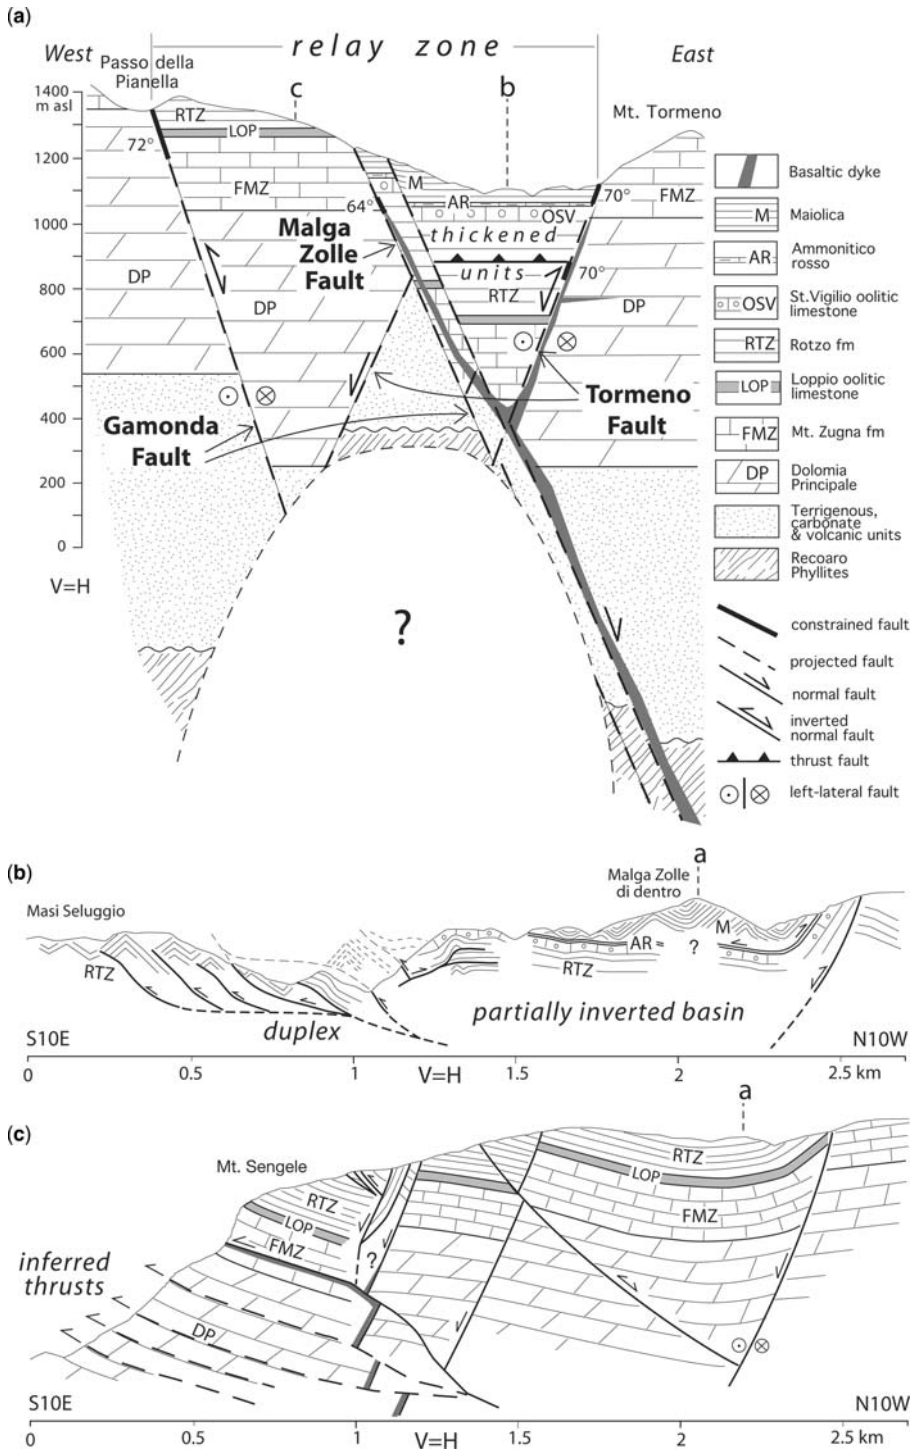 (a)
relay zone
West
East
Passo della
Pianella
c
b
Mt. Tormeno
1400
m asl
1200
1000
800
600
400
200
0
V=H
RTZ
LOP
72°
FMZ
64°
M
AR
OSV
70°
FMZ
Malga
Zolle
Fault
thickened
units
70°
RTZ
DP
DP
DP
Gamonda
Fault
Tormeno
Fault
?
Basaltic dyke
M
Maiolica
AR
Ammonitico
rosso
OSV
St.Vigilio oolitic
limestone
RTZ
Rotzo fm
LOP
Loppio oolitic
limestone
FMZ
Mt. Zugna fm
DP
Dolomia
Principale
Terrigenous,
carbonate
& volcanic units
Recoaro
Phyllites
constrained fault
projected fault
normal fault
inverted
normal fault
thrust fault
left-lateral fault
(b)
a
Malga Zolle
di dentro
Masi Seluggio
M
AR
?
RTZ
RTZ
duplex
partially inverted basin
S10E
N10W
0
0.5
1
V=H
1.5
2
2.5 km
(c)
a
Mt. Sengele
RTZ
LOP
FMZ
RTZ
LOP
FMZ
?
inferred
thrusts
DP
S10E
N10W
0
0.5
1
V=H
1.5
2
2.5 km